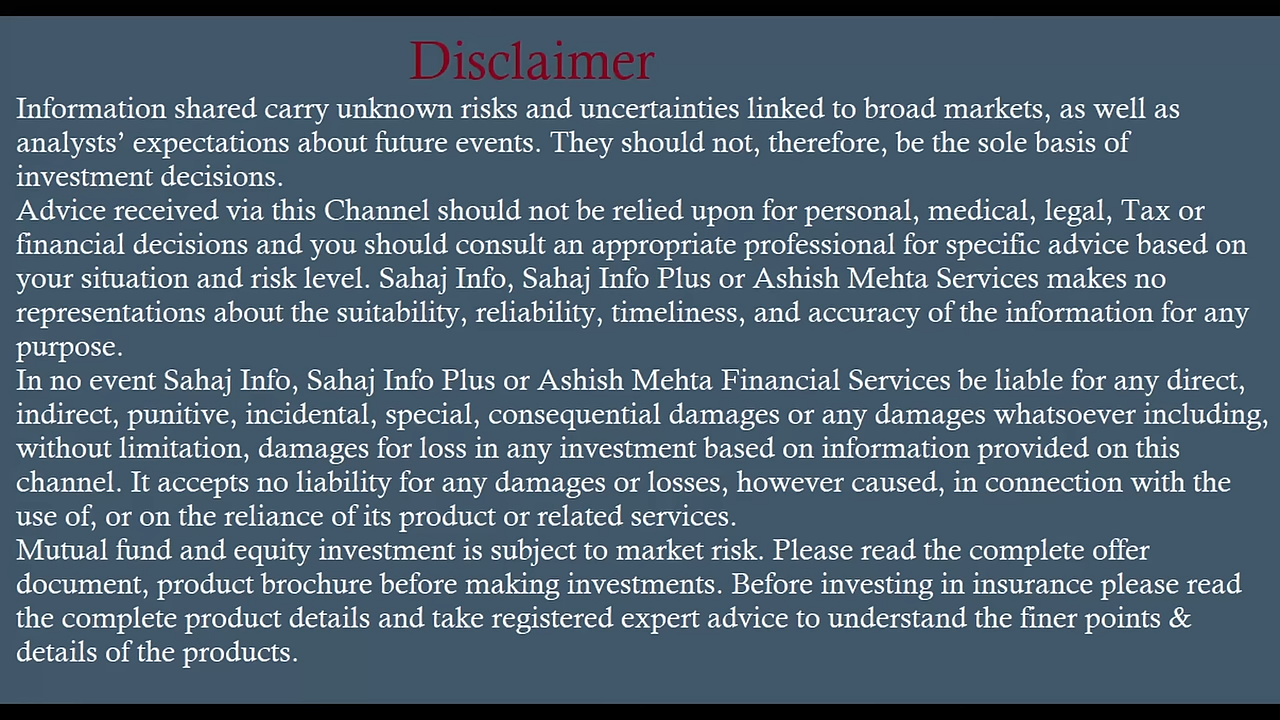 Disclaimer
Information shared carry unknown risks and uncertainties linked to broad markets, as well as
analysts’ expectations about future events. They should not, therefore, be the sole basis of
investment decisions.
Advice received via this Channel should not be relied upon for personal, medical, legal, Tax or
financial decisions and you should consult an appropriate professional for specific advice based on
your situation and risk level. Sahaj Info, Sahaj Info Plus or Ashish Mehta Services makes no
representations about the suitability, reliability, timeliness, and accuracy of the information for any
purpose.
In no event Sahaj Info, Sahaj Info Plus or Ashish Mehta Financial Services be liable for any direct,
indirect, punitive, incidental, special, consequential damages or any damages whatsoever including,
without limitation, damages for loss in any investment based on information provided on this
channel. It accepts no liability for any damages or losses, however caused, in connection with the
use of, or on the reliance of its product or related services.
Mutual fund and equity investment is subject to market risk. Please read the complete offer
document, product brochure before making investments. Before investing in insurance please read
the complete product details and take registered expert advice to understand the finer points &
details of the products.